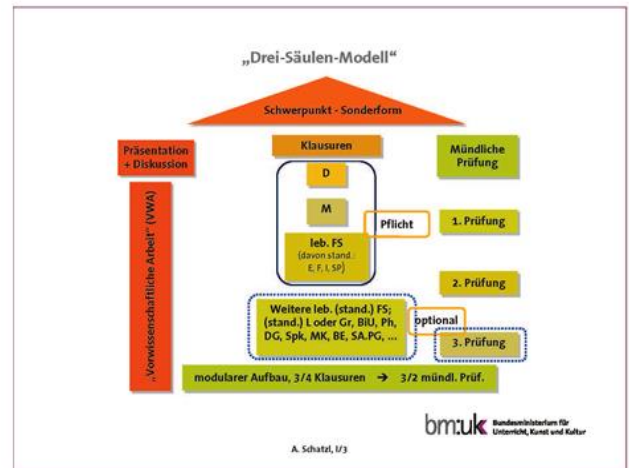 „Drei-Säulen-Modell“
Schwerpunkt - Sonderform
Präsentation
+ Diskussion
„Vorwissenschaftliche Arbeit“ (VWA)
Klausuren
D
M
leb. FS
(davon stand.:
E, F, I, SP)
Pflicht
Weitere leb. (stand.) FS;
(stand.) L oder Gr, BiU, Ph,
DG, Spk, MK, BE, SA.PG, ...
optional
Mündliche
Prüfung
1. Prüfung
2. Prüfung
3. Prüfung
modularer Aufbau, 3/4 Klausuren → 3/2 mündl. Prüf.
bm:uk
Bundesministerium für
Unterricht, Kunst und Kultur
A. Schatzl, I/3